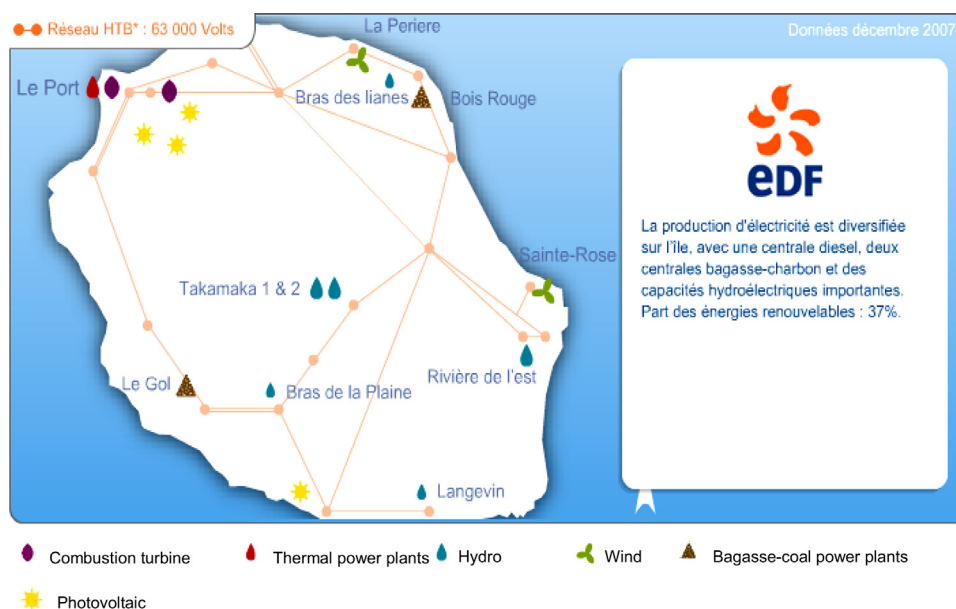 Réseau HTB* : 63 000 Volts
La Periere
Données décembre 2007
Le Port
Bras des lianes
Bois Rouge
eDF
La production d'électricité est diversifiée
sur l'île, avec une centrale diesel, deux
centrales bagasse-charbon et des
capacités hydroélectriques importantes.
Part des énergies renouvelables : 37%.
Sainte-Rose
Takamaka 1 & 2
Rivière de l'est
Le Gol
Bras de la Plaine
Langevin
Combustion turbine
Thermal power plants
Hydro
Wind
Bagasse-coal power plants
Photovoltaic